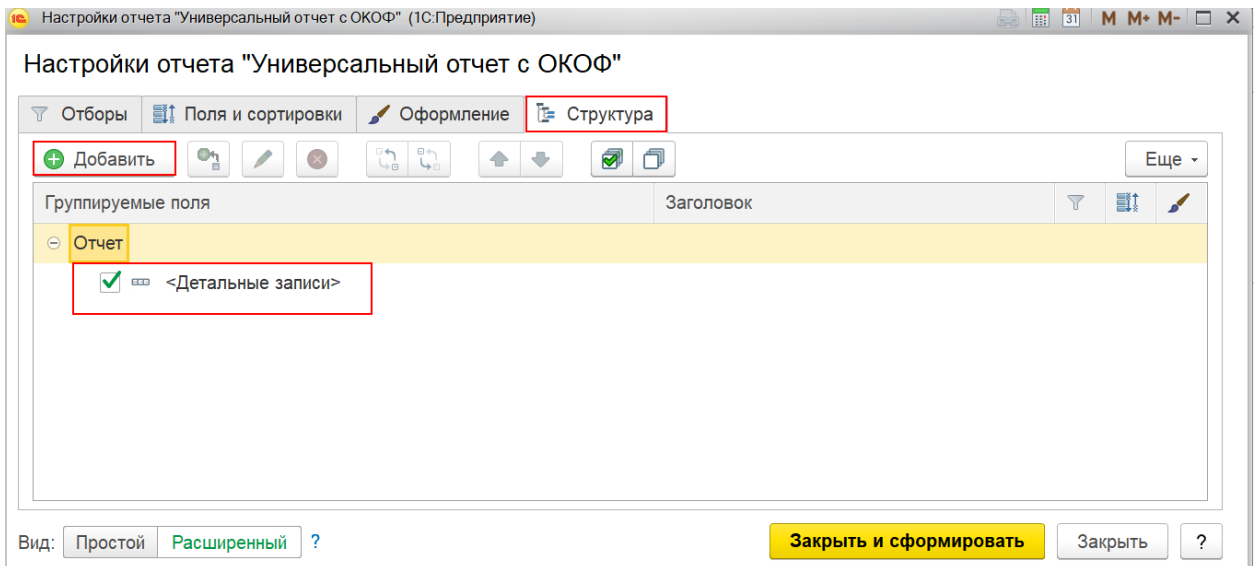 Настройки отчета "Универсальный отчет с ОКОФ" (1С:Предприятие) 31 M M+ M-
Настройки отчета "Универсальный отчет с ОКОФ"
Отборы Поля и сортировки Оформление Структура
Добавить Еще
Группируемые поля Заголовок
Отчет
<Детальные записи>
Вид: Простой Расширенный ? Закрыть и сформировать Закрыть ?